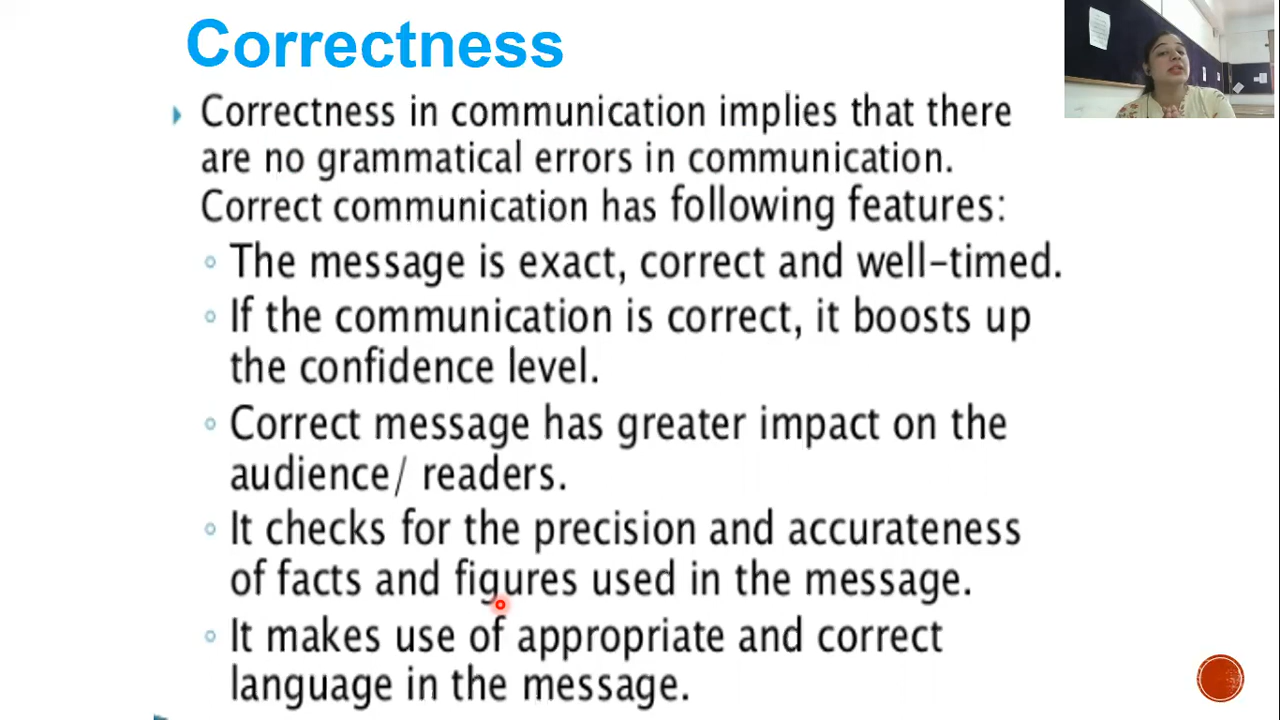 Correctness
Correctness in communication implies that there
are no grammatical errors in communication.
Correct communication has following features:
The message is exact, correct and well-timed.
If the communication is correct, it boosts up
the confidence level.
Correct message has greater impact on the
audience/ readers.
It checks for the precision and accurateness
of facts and figures used in the message.
It makes use of appropriate and correct
language in the message.